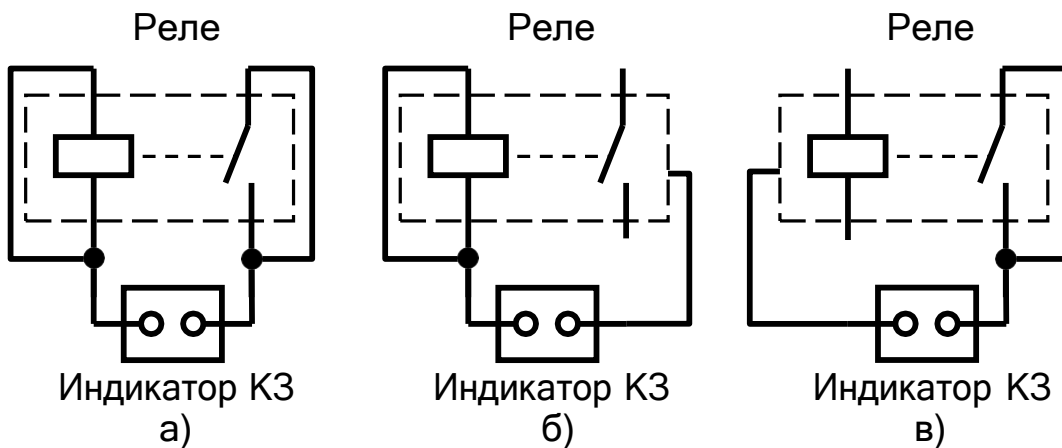 Реле
Реле
Реле
Индикатор КЗ
Индикатор КЗ
Индикатор КЗ
а)
б)
в)